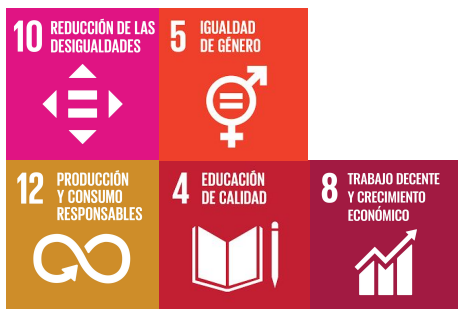 10 REDUCCIÓN DE LAS
DESIGUALDADES
5 IGUALDAD
DE GÉNERO
12 PRODUCCIÓN
Y CONSUMO
RESPONSABLES
4 EDUCACIÓN
DE CALIDAD
8 TRABAJO DECENTE
Y CRECIMIENTO
ECONÓMICO